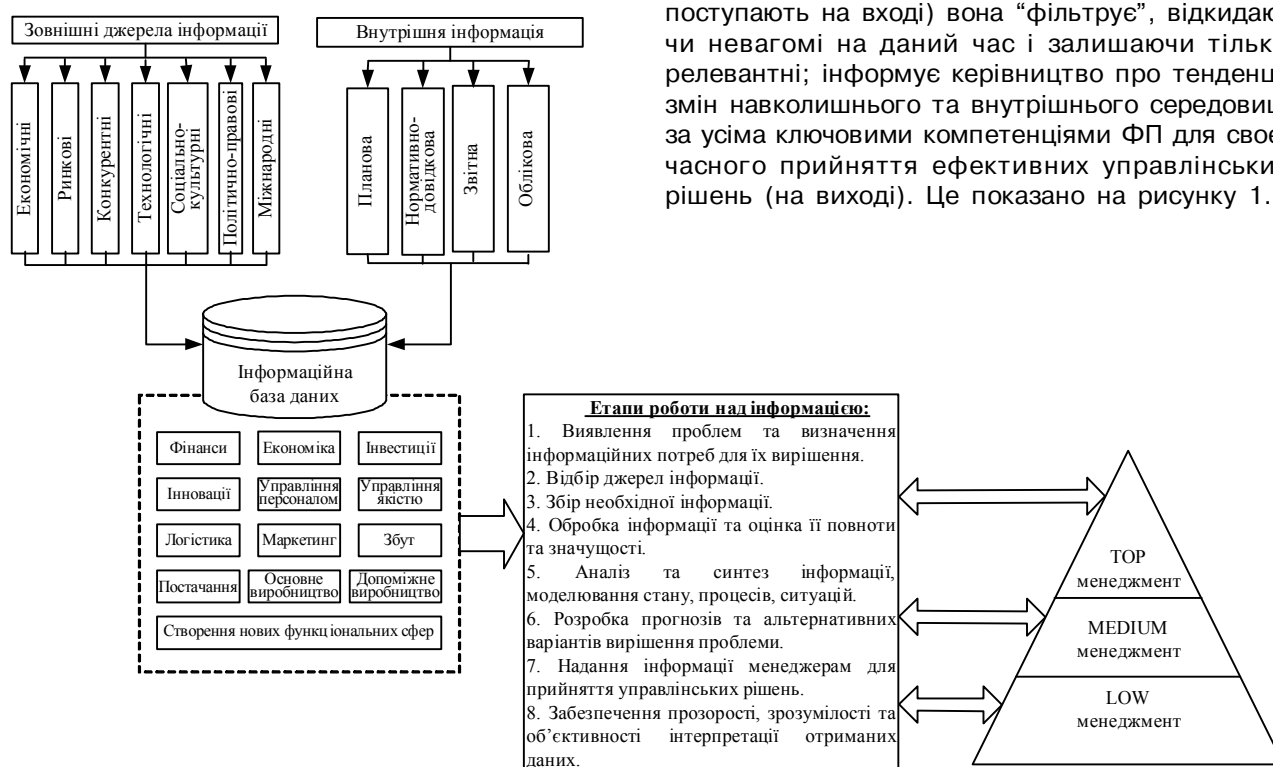 поступають на вході) вона “фільтрує”, відкидаю
чи невагомі на даний час і залишаючи тільк
релевантні; інформує керівництво про тенденц
змін навколишнього та внутрішнього середовищ
за усіма ключовими компетенціями ФП для своє
часного прийняття ефективних управлінськи
рішень (на виході). Це показано на рисунку 1.
Зовнішні джерела інформації
Економічні
Ринкові
Конкурентні
Технологічні
Соціально-
культурні
Політично-правові
Міжнародні
Внутрішня інформація
Планова
Нормативно-
довідкова
Звітна
Облікова
Інформаційна
база даних
Фінанси
Економіка
Інвестиції
Інновації
Управління
персоналом
Управління
якістю
Логістика
Маркетинг
Збут
Постачання
Основне
виробництво
Допоміжне
виробництво
Створення нових функціональних сфер
Етапи роботи над інформацією:
1. Виявлення проблем та визначення
інформаційних потреб для їх вирішення.
2. Відбір джерел інформації.
3. Збір необхідної інформації.
4. Обробка інформації та оцінка її повноти
та значущості.
5. Аналіз та синтез інформації,
моделювання стану, процесів, ситуацій.
6. Розробка прогнозів та альтернативних
варіантів вирішення проблеми.
7. Надання інформації менеджерам для
прийняття управлінських рішень.
8. Забезпечення прозорості, зрозумілості та
об’єктивності інтерпретації отриманих
даних.
TOP
менеджмент
MEDIUM
менеджмент
LOW
менеджмент